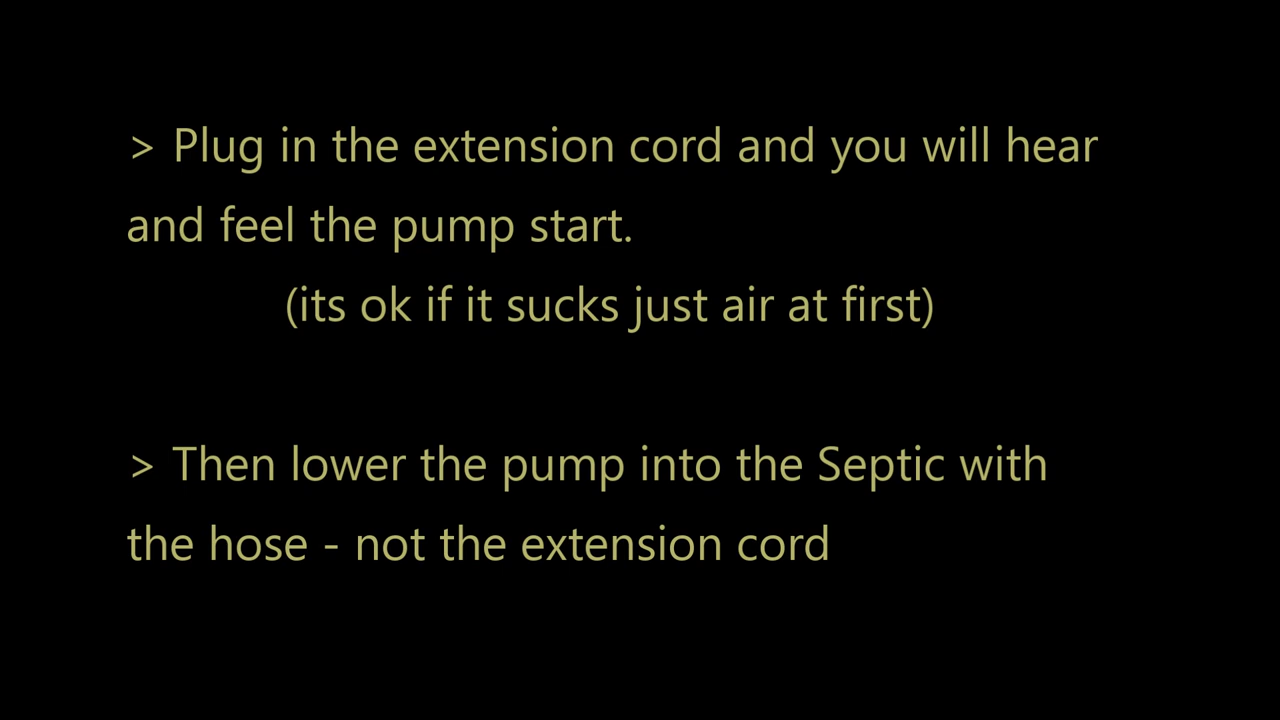 > Plug in the extension cord and you will hear
and feel the pump start.
(its ok if it sucks just air at first)
> Then lower the pump into the Septic with
the hose - not the extension cord